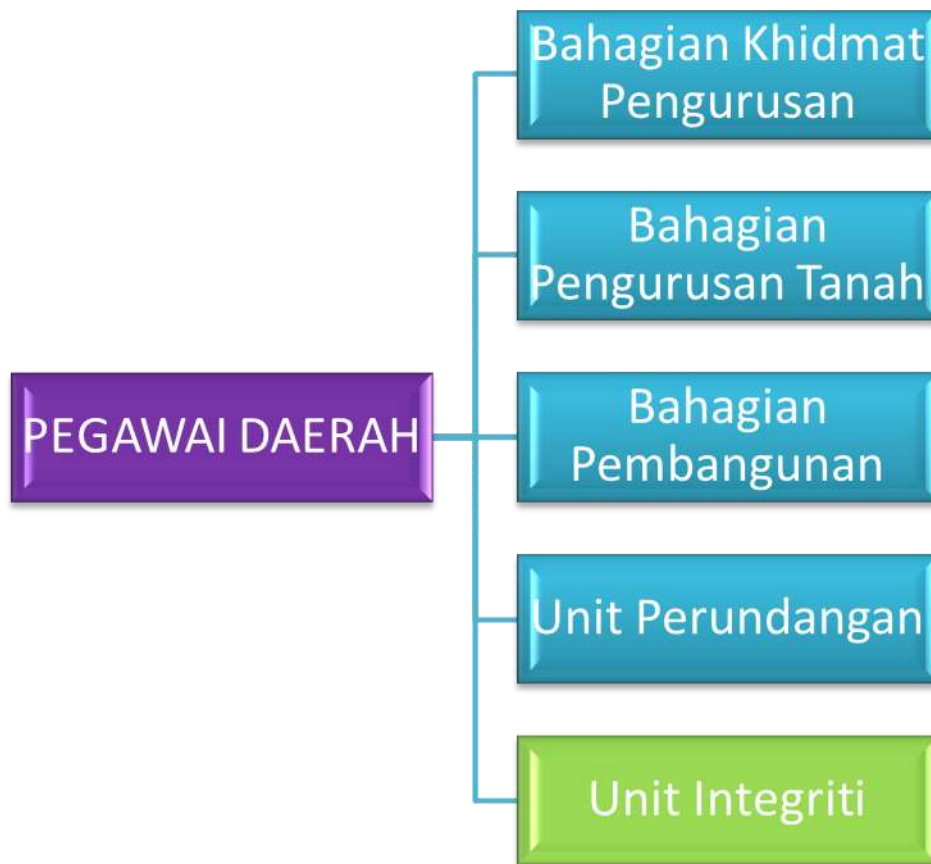 Bahagian Khidmat
Pengurusan
Bahagian
Pengurusan Tanah
PEGAWAI DAERAH
Bahagian
Pembangunan
Unit Perundangan
Unit Integriti